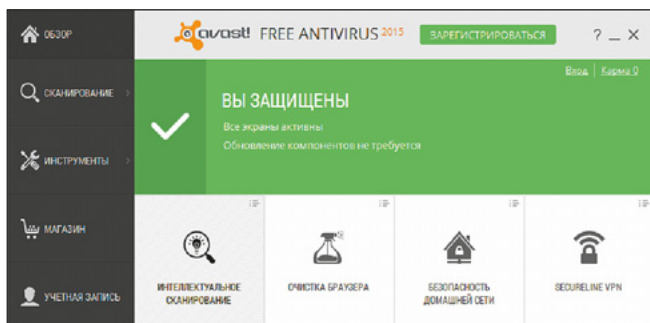 ОБЗОР
avast! FREE ANTIVIRUS 2015 ЗАРЕГИСТРИРОВАТЬСЯ ? _ X
Вход | Карма 0
СКАНИРОВАНИЕ
ВЫ ЗАЩИЩЕНЫ
Все экраны активны
Обновление компонентов не требуется
ИНСТРУМЕНТЫ
МАГАЗИН
УЧЕТНАЯ ЗАПИСЬ
ИНТЕЛЛЕКТУАЛЬНОЕ
СКАНИРОВАНИЕ
ОЧИСТКА БРАУЗЕРА
БЕЗОПАСНОСТЬ
ДОМАШНЕЙ СЕТИ
SECURELINE VPN